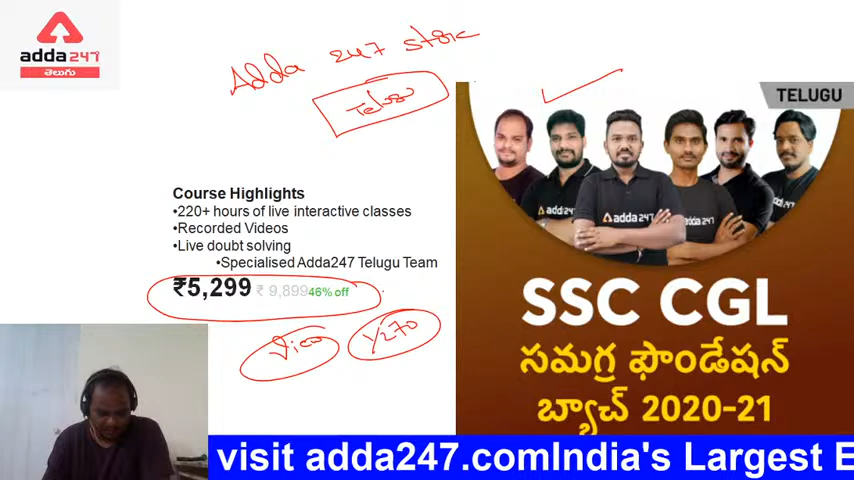 adda247
తెలుగు
Adda 247 store
Telugu
TELUGU
adda247
adda247
Course Highlights
•220+ hours of live interactive classes
•Recorded Videos
•Live doubt solving
•Specialised Adda247 Telugu Team
₹5,299 ₹ 9,899 46% off
Y270
SSC CGL
సమగ్ర ఫౌండేషన్
బ్యాచ్ 2020-21
visit adda247.comIndia's Largest E